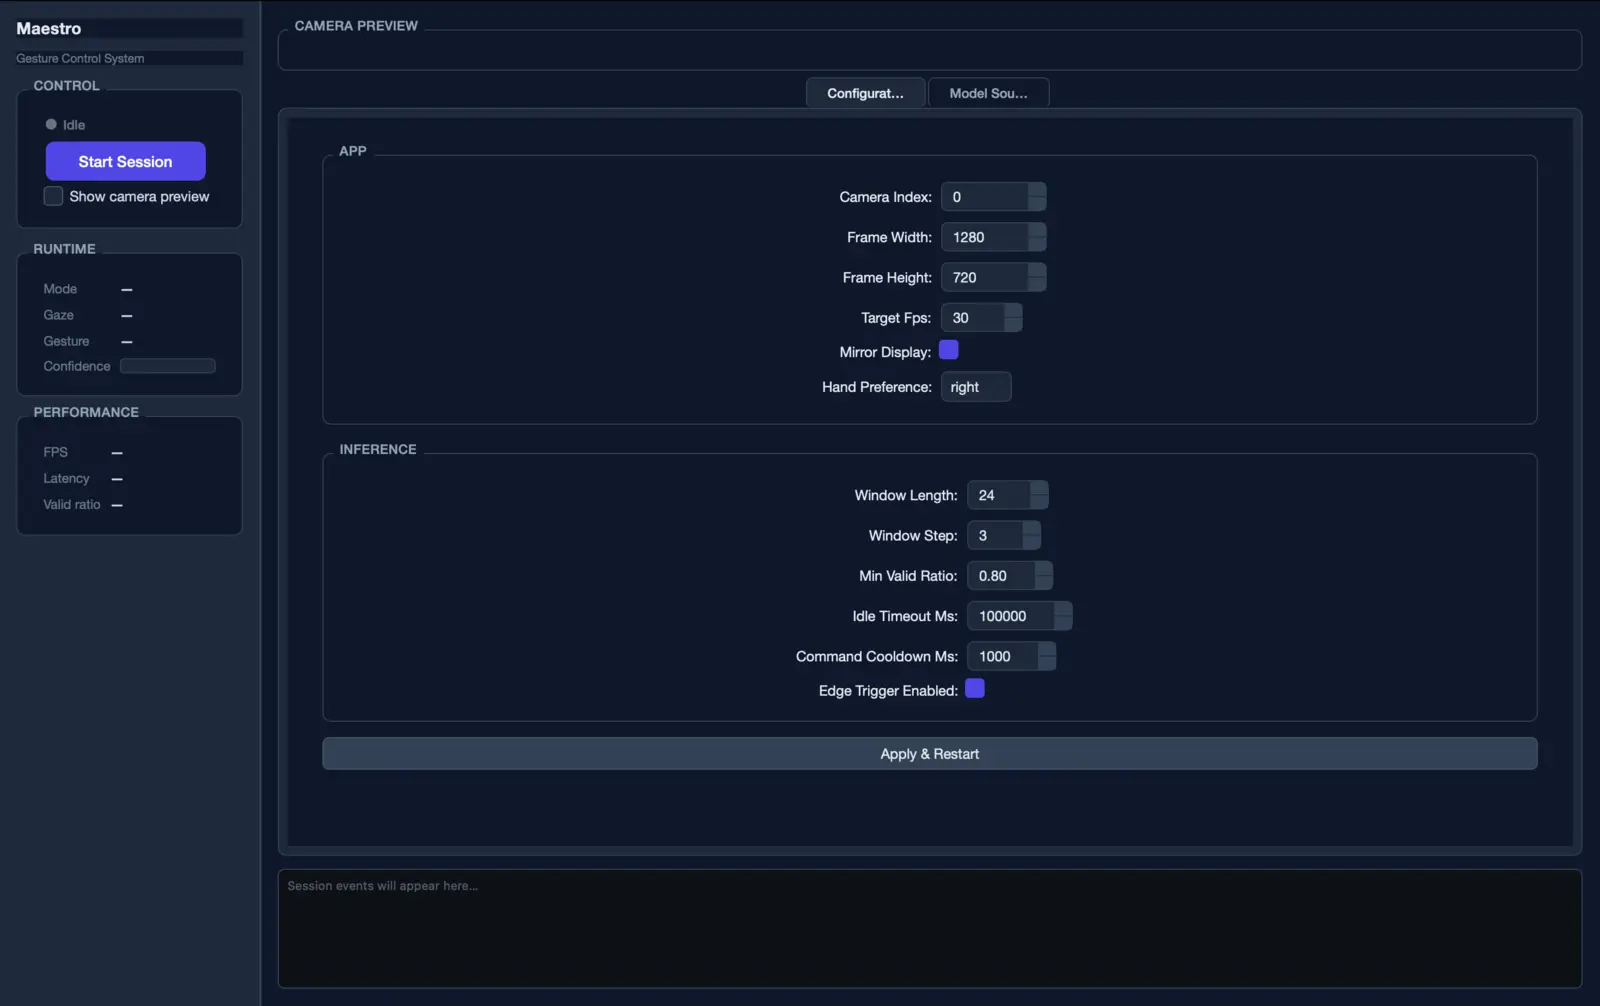 Maestro
Gesture Control System
CONTROL
Idle
Start Session
Show camera preview
RUNTIME
Mode —
Gaze —
Gesture —
Confidence
PERFORMANCE
FPS —
Latency —
Valid ratio —
CAMERA PREVIEW
Configurat... Model Sou...
APP
Camera Index: 0
Frame Width: 1280
Frame Height: 720
Target Fps: 30
Mirror Display:
Hand Preference: right
INFERENCE
Window Length: 24
Window Step: 3
Min Valid Ratio: 0.80
Idle Timeout Ms: 100000
Command Cooldown Ms: 1000
Edge Trigger Enabled:
Apply & Restart
Session events will appear here...